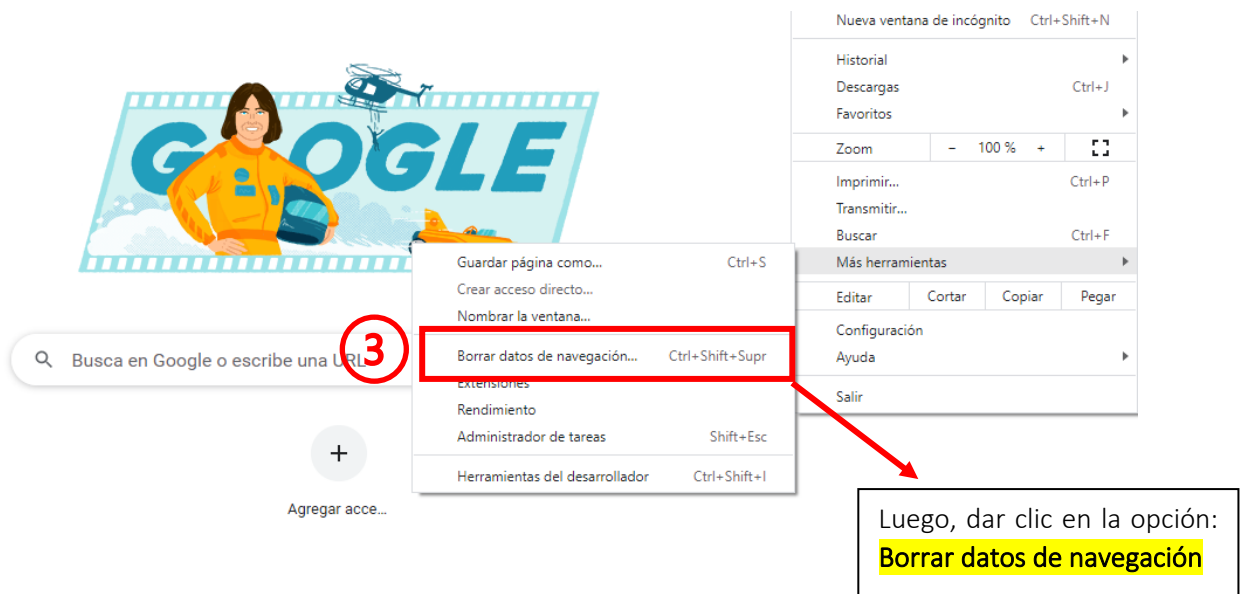 Nueva ventana de incógnito Ctrl+Shift+N
Historial
Descargas Ctrl+J
Favoritos
Zoom - 100 % +
Imprimir... Ctrl+P
Transmitir...
Buscar Ctrl+F
Más herramientas
Editar Cortar Copiar Pegar
Configuración
Ayuda
Salir
GOOGLE
Guardar página como... Ctrl+S
Crear acceso directo...
Nombrar la ventana...
Borrar datos de navegación... Ctrl+Shift+Supr
Extensiones
Rendimiento
Administrador de tareas Shift+Esc
Herramientas del desarrollador Ctrl+Shift+I
3
Busca en Google o escribe una URL
+
Agregar acce...
Luego, dar clic en la opción:
Borrar datos de navegación